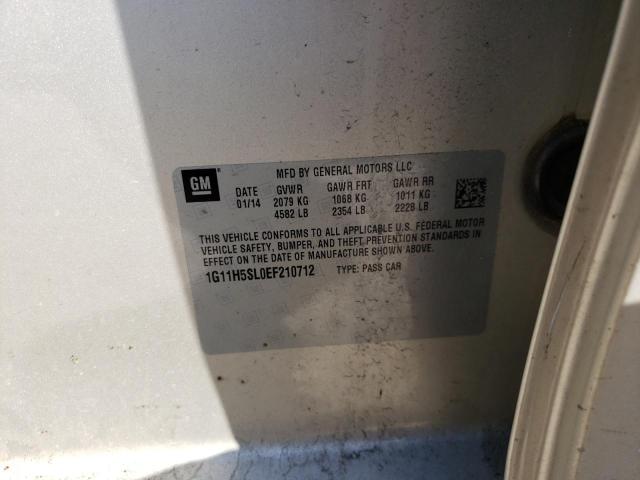 GM
MFD BY GENERAL MOTORS LLC
DATE GVWR GAWR FRT GAWR RR
01/14 2079 KG 1068 KG 1011 KG
4582 LB 2354 LB 2228 LB
THIS VEHICLE CONFORMS TO ALL APPLICABLE U.S. FEDERAL MOTOR
VEHICLE SAFETY, BUMPER, AND THEFT PREVENTION STANDARDS IN
EFFECT ON THE DATE OF MANUFACTURE SHOWN ABOVE.
1G11H5SL0EF210712 TYPE: PASS CAR